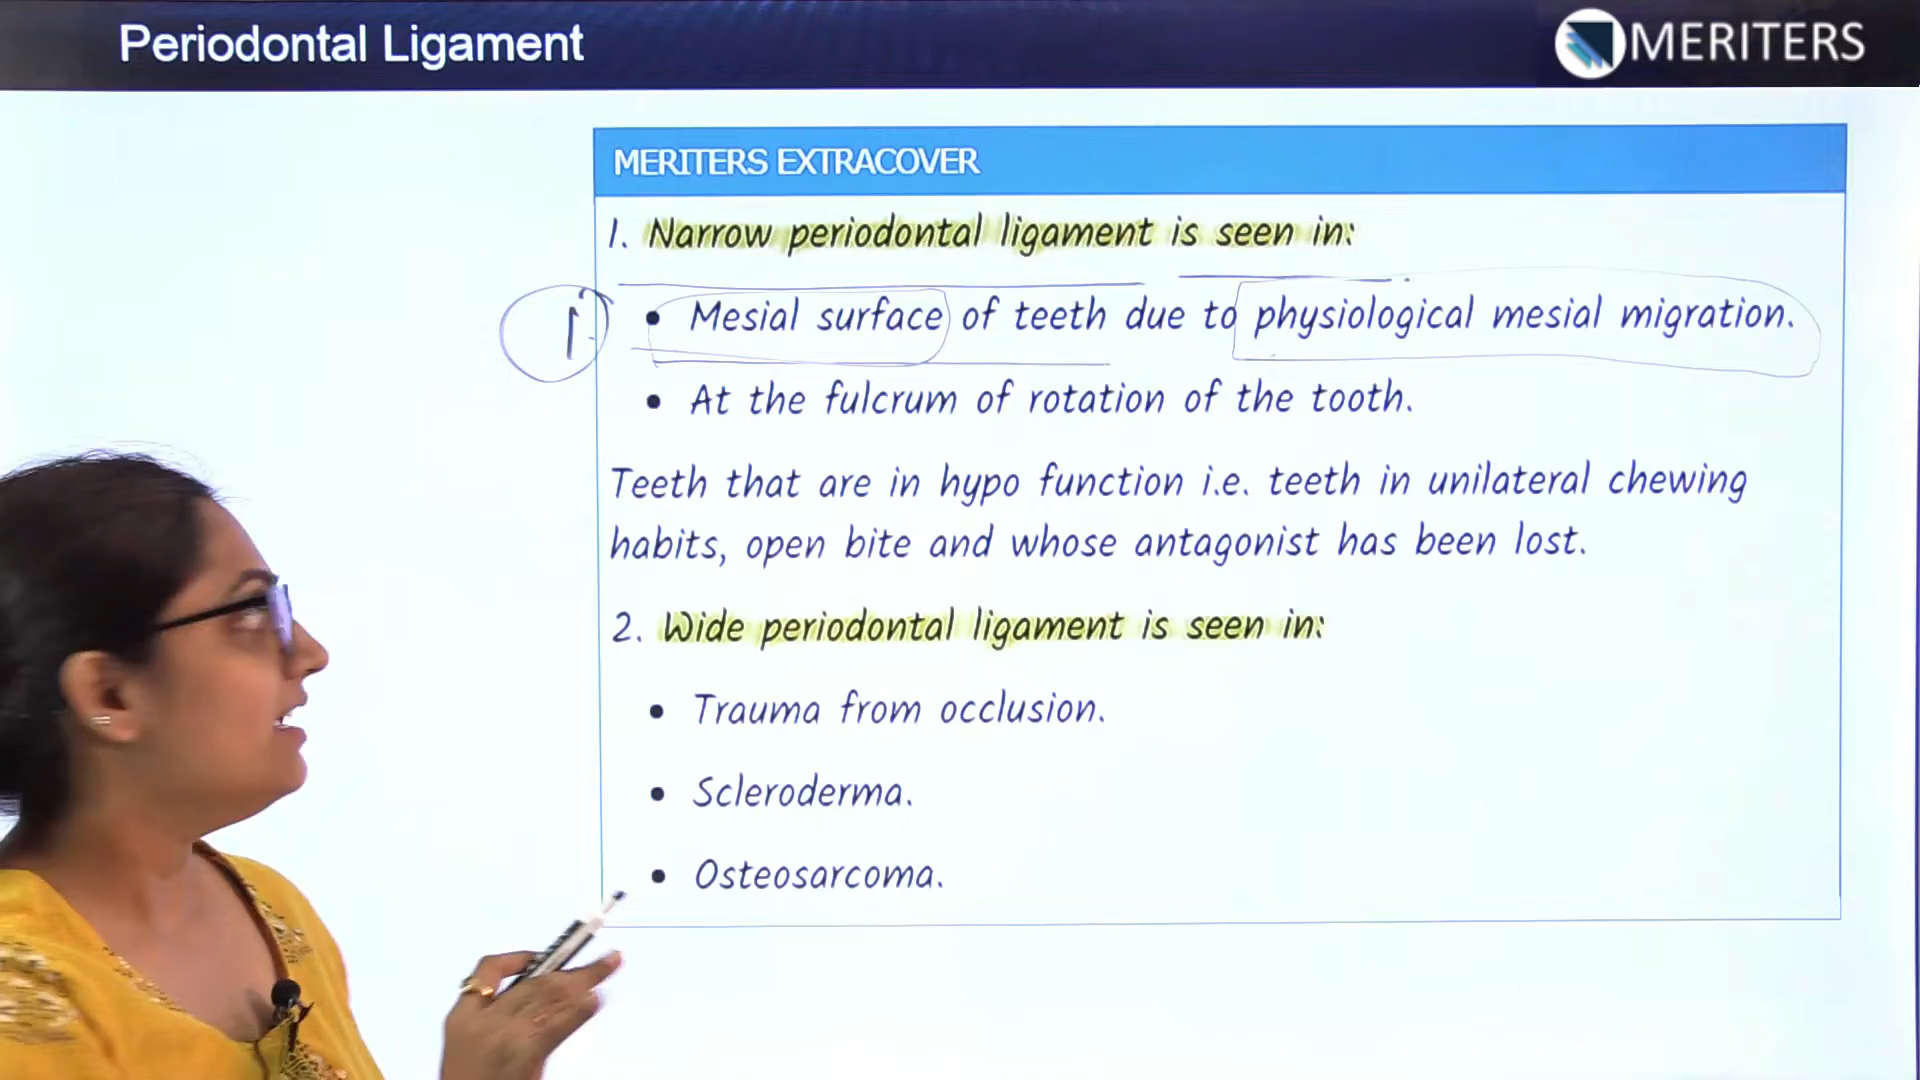 Periodontal Ligament
MERITERS
MERITERS EXTRACOVER
1. Narrow periodontal ligament is seen in:
• Mesial surface of teeth due to physiological mesial migration.
• At the fulcrum of rotation of the tooth.
Teeth that are in hypo function i.e. teeth in unilateral chewing
habits, open bite and whose antagonist has been lost.
2. Wide periodontal ligament is seen in:
• Trauma from occlusion.
• Scleroderma.
• Osteosarcoma.